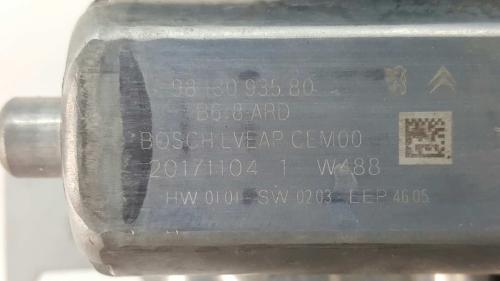 98 130 935 80
B6.8 ARD
BOSCH LVEAP CEM00
20171104 1 W488
HW 0101 SW 0203 EEP 4605